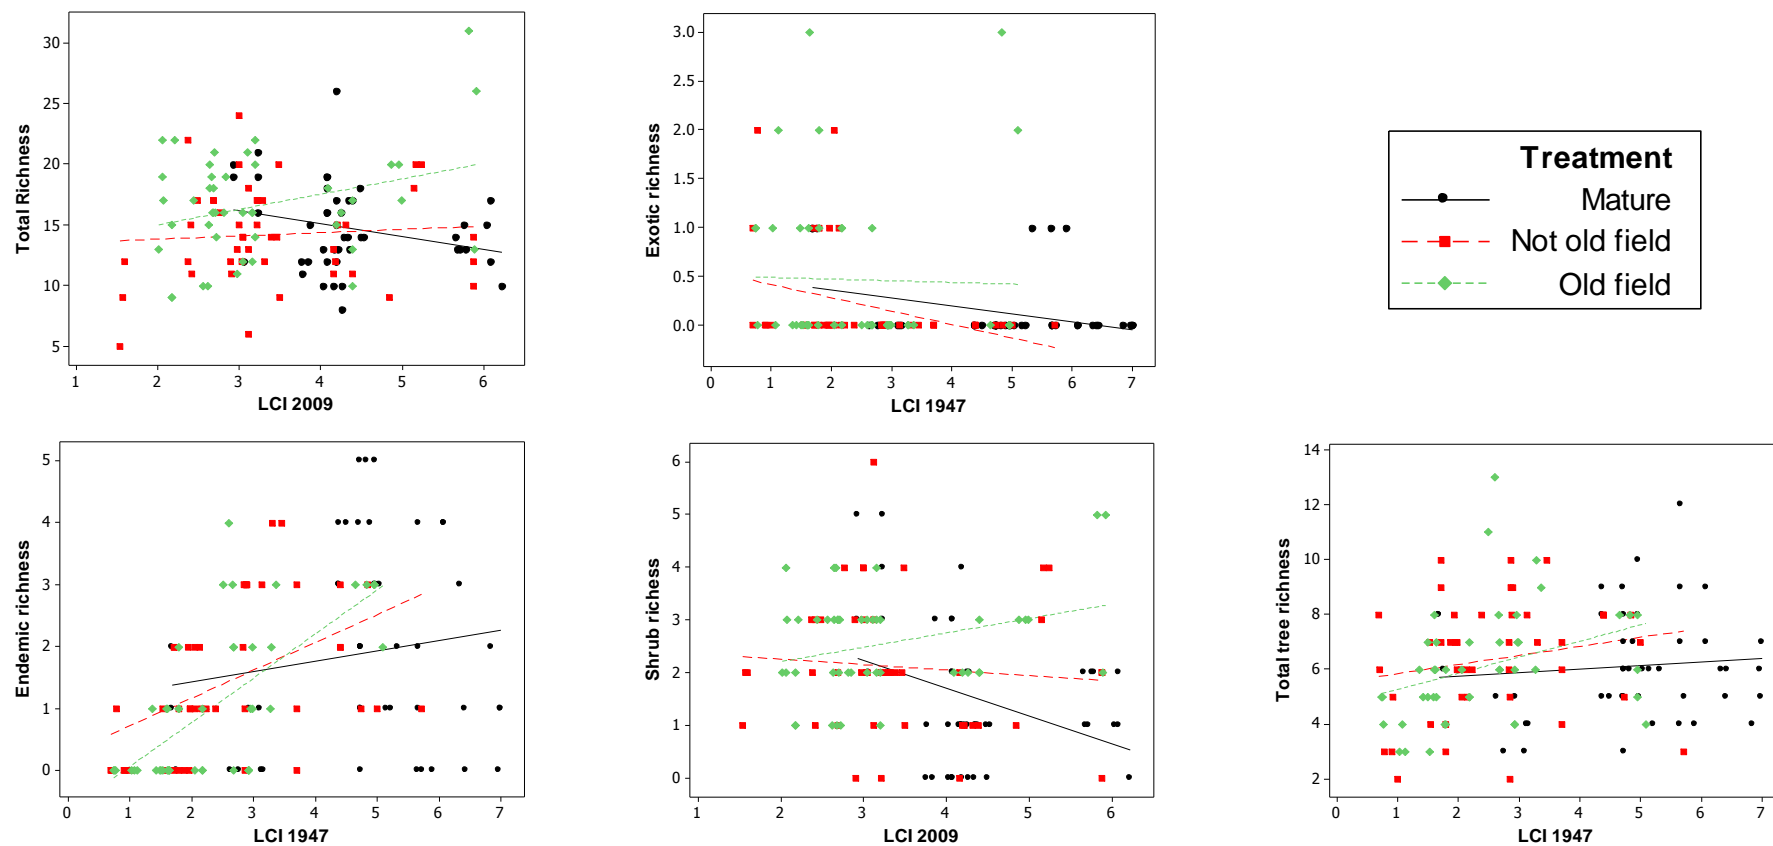 Total Richness
30
25
20
15
10
5
1 2 3 4 5 6
LCI 2009
Exotic richness
3.0
2.5
2.0
1.5
1.0
0.5
0.0
0 1 2 3 4 5 6 7
LCI 1947
Treatment
Mature
Not old field
Old field
Endemic richness
5
4
3
2
1
0
0 1 2 3 4 5 6 7
LCI 1947
Shrub richness
6
5
4
3
2
1
0
1 2 3 4 5 6
LCI 2009
Total tree richness
14
12
10
8
6
4
2
0 1 2 3 4 5 6 7
LCI 1947